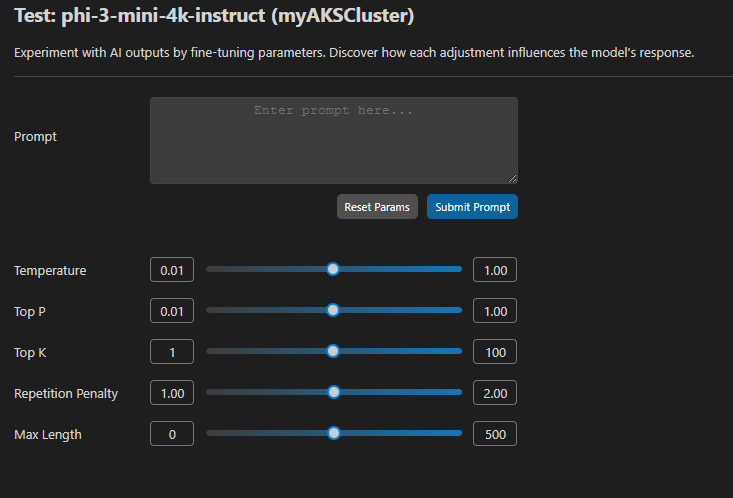 Test: phi-3-mini-4k-instruct (myAKSCluster)
Experiment with AI outputs by fine-tuning parameters. Discover how each adjustment influences the model's response.
Prompt
Enter prompt here...
Reset Params
Submit Prompt
Temperature 0.01 1.00
Top P 0.01 1.00
Top K 1 100
Repetition Penalty 1.00 2.00
Max Length 0 500